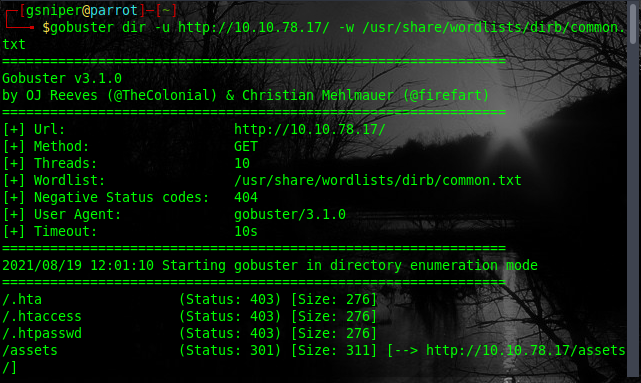 ┌─[gsniper@parrot]─[~]
└──╼ $gobuster dir -u http://10.10.78.17/ -w /usr/share/wordlists/dirb/common.
txt
===============================================================
Gobuster v3.1.0
by OJ Reeves (@TheColonial) & Christian Mehlmauer (@firefart)
===============================================================
[+] Url:                     http://10.10.78.17/
[+] Method:                  GET
[+] Threads:                 10
[+] Wordlist:                /usr/share/wordlists/dirb/common.txt
[+] Negative Status codes:   404
[+] User Agent:              gobuster/3.1.0
[+] Timeout:                 10s
===============================================================
2021/08/19 12:01:10 Starting gobuster in directory enumeration mode
===============================================================
/.hta                 (Status: 403) [Size: 276]
/.htaccess            (Status: 403) [Size: 276]
/.htpasswd            (Status: 403) [Size: 276]
/assets               (Status: 301) [Size: 311] [--> http://10.10.78.17/assets
/]